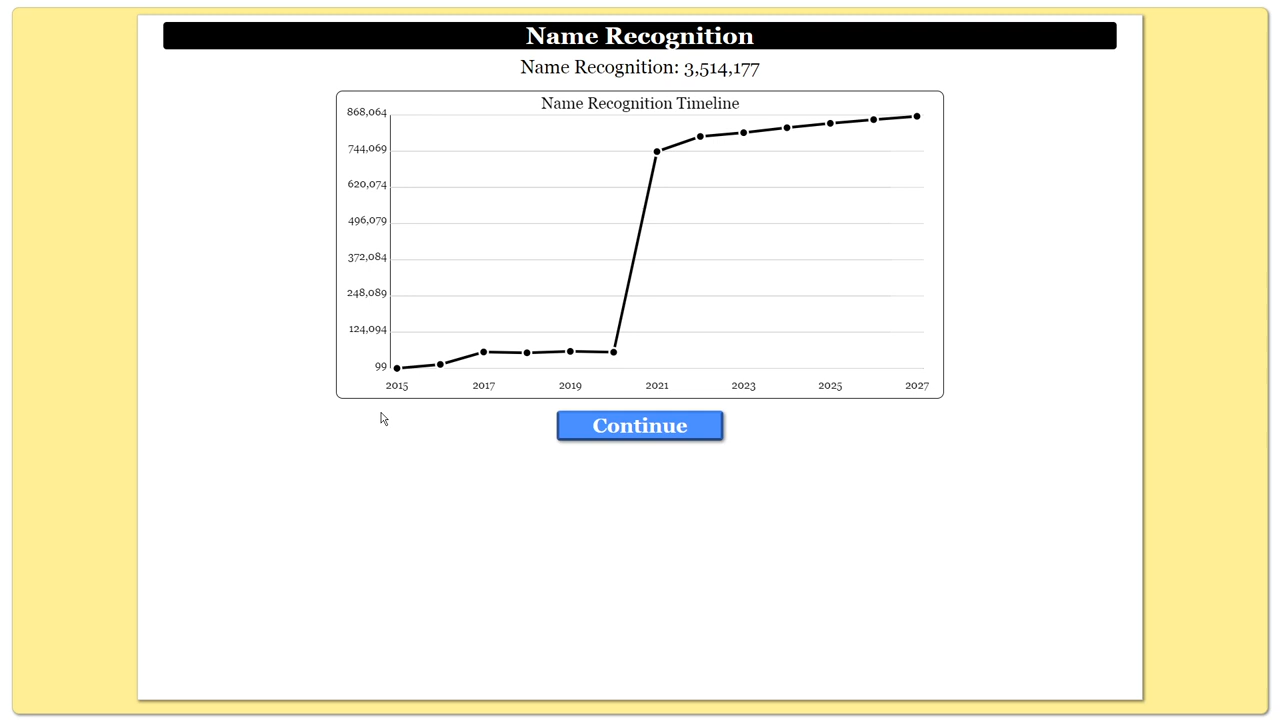 Name Recognition
Name Recognition: 3,514,177
Name Recognition Timeline
868,064
744,069
620,074
496,079
372,084
248,089
124,094
99
2015 2017 2019 2021 2023 2025 2027
Continue